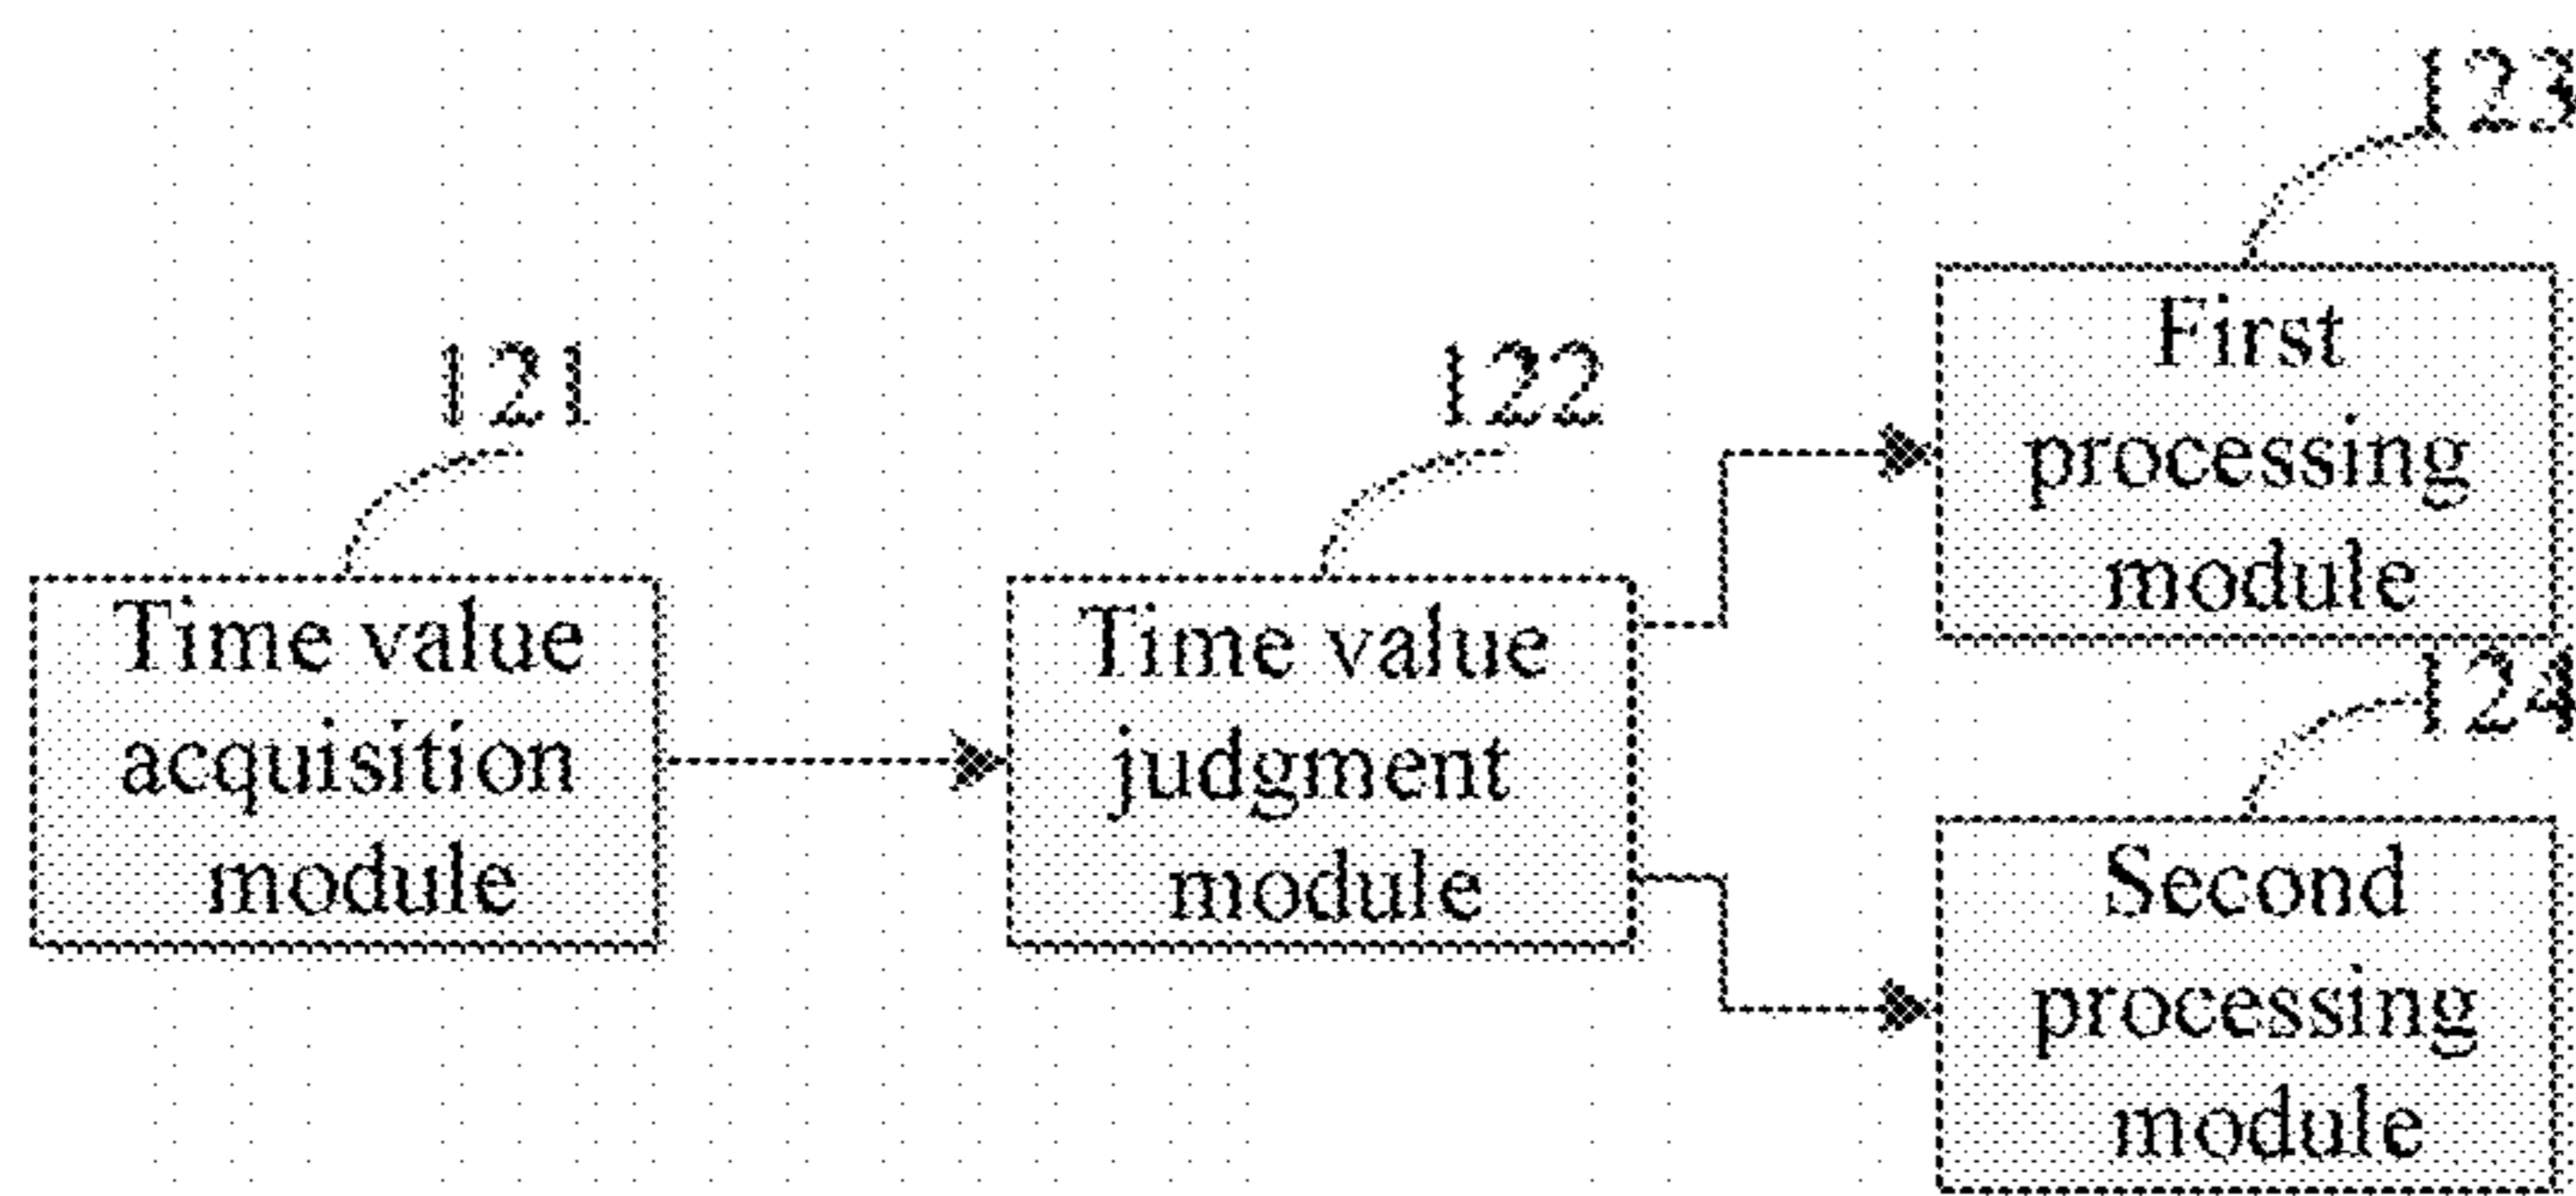 121
Time value
acquisition
module
122
Time value
judgment
module
123
First
processing
module
124
Second
processing
module